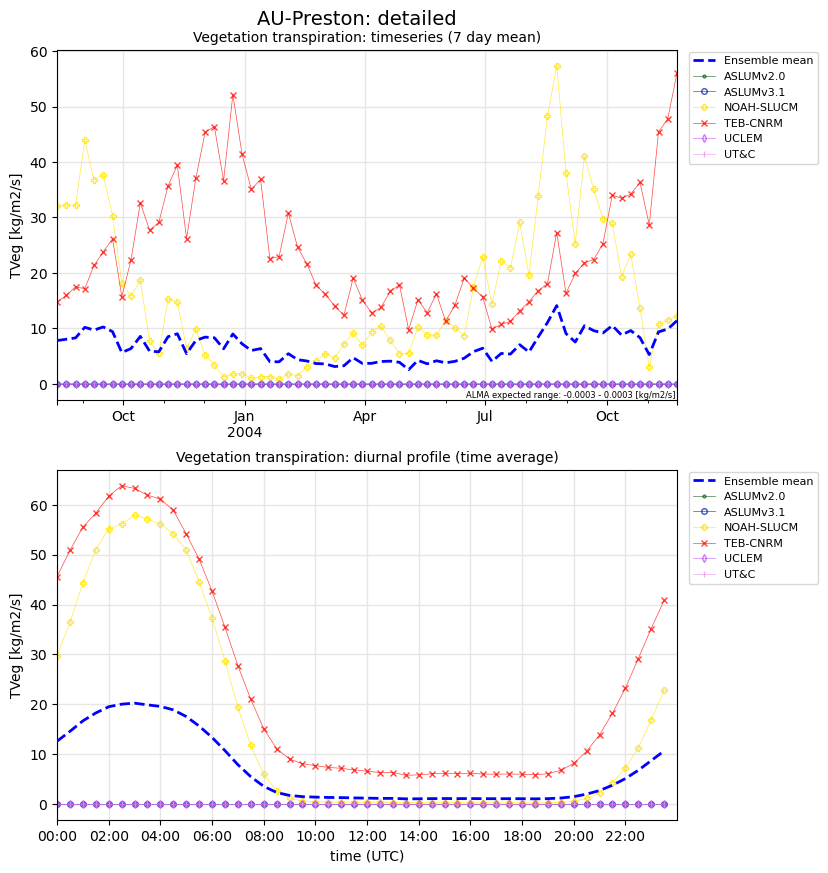 AU-Preston: detailed
Vegetation transpiration: timeseries (7 day mean)
TVeg [kg/m2/s]
60
50
40
30
20
10
0
Oct
Jan
2004
Apr
Jul
Oct
ALMA expected range: -0.0003 - 0.0003 [kg/m2/s]
Ensemble mean
ASLUMv2.0
ASLUMv3.1
NOAH-SLUCM
TEB-CNRM
UCLEM
UT&C
Vegetation transpiration: diurnal profile (time average)
TVeg [kg/m2/s]
60
50
40
30
20
10
0
00:00
02:00
04:00
06:00
08:00
10:00
12:00
14:00
16:00
18:00
20:00
22:00
time (UTC)
Ensemble mean
ASLUMv2.0
ASLUMv3.1
NOAH-SLUCM
TEB-CNRM
UCLEM
UT&C